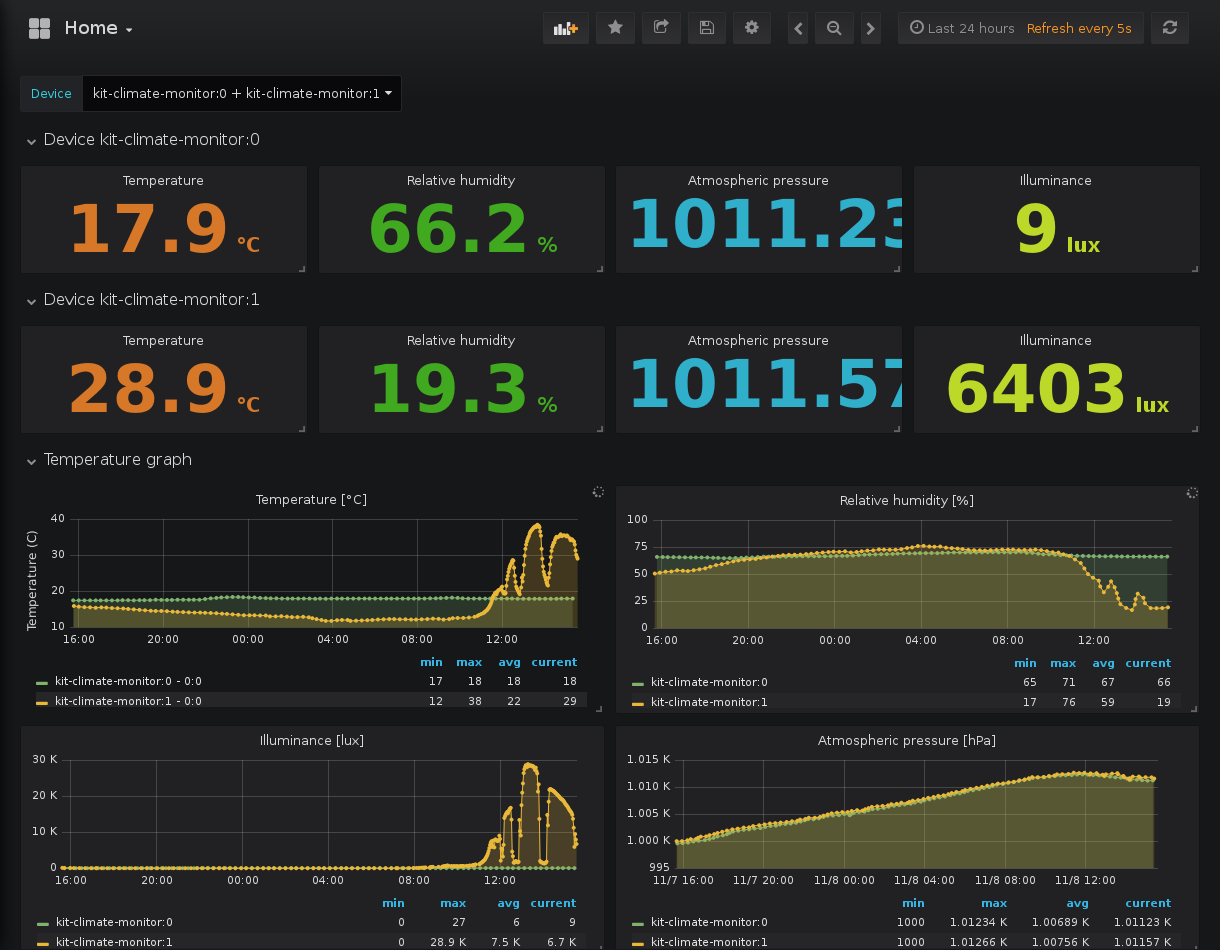 Home
Last 24 hours Refresh every 5s
Device kit-climate-monitor:0 + kit-climate-monitor:1
Device kit-climate-monitor:0
Temperature Relative humidity Atmospheric pressure Illuminance
17.9 °C 66.2 % 1011.23 9 lux
Device kit-climate-monitor:1
Temperature Relative humidity Atmospheric pressure Illuminance
28.9 °C 19.3 % 1011.57 6403 lux
Temperature graph
Temperature [°C]
Temperature (C)
40
30
20
10
16:00 20:00 00:00 04:00 08:00 12:00
min max avg current
kit-climate-monitor:0 - 0:0 17 18 18 18
kit-climate-monitor:1 - 0:0 12 38 22 29
Relative humidity [%]
100
75
50
25
0
16:00 20:00 00:00 04:00 08:00 12:00
min max avg current
kit-climate-monitor:0 65 71 67 66
kit-climate-monitor:1 17 76 59 19
Illuminance [lux]
30 K
20 K
10 K
0
16:00 20:00 00:00 04:00 08:00 12:00
min max avg current
kit-climate-monitor:0 0 27 6 9
kit-climate-monitor:1 0 28.9 K 7.5 K 6.7 K
Atmospheric pressure [hPa]
1.015 K
1.010 K
1.005 K
1.000 K
995
11/7 16:00 11/7 20:00 11/8 00:00 11/8 04:00 11/8 08:00 11/8 12:00
min max avg current
kit-climate-monitor:0 1000 1.01234 K 1.00689 K 1.01123 K
kit-climate-monitor:1 1000 1.01266 K 1.00756 K 1.01157 K